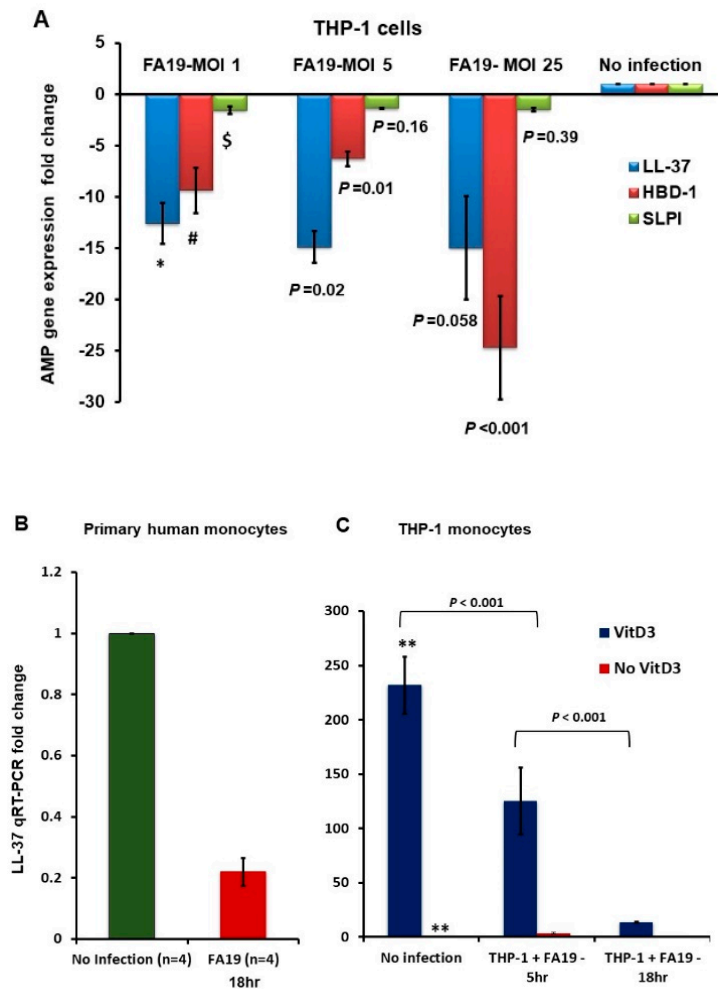 A
THP-1 cells
FA19-MOI 1
FA19-MOI 5
FA19- MOI 25
No infection
AMP gene expression fold change
5
0
-5
-10
-15
-20
-25
-30
*
#
$
P=0.02
P=0.01
P=0.16
P=0.058
P<0.001
P=0.39
LL-37
HBD-1
SLPI
B
Primary human monocytes
LL-37 qRT-PCR fold change
1.2
1
0.8
0.6
0.4
0.2
0
No Infection (n=4)
FA19 (n=4)
18hr
C
THP-1 monocytes
300
250
200
150
100
50
0
P < 0.001
**
**
P < 0.001
VitD3
No VitD3
No infection
THP-1 + FA19 -
5hr
THP-1 + FA19 -
18hr